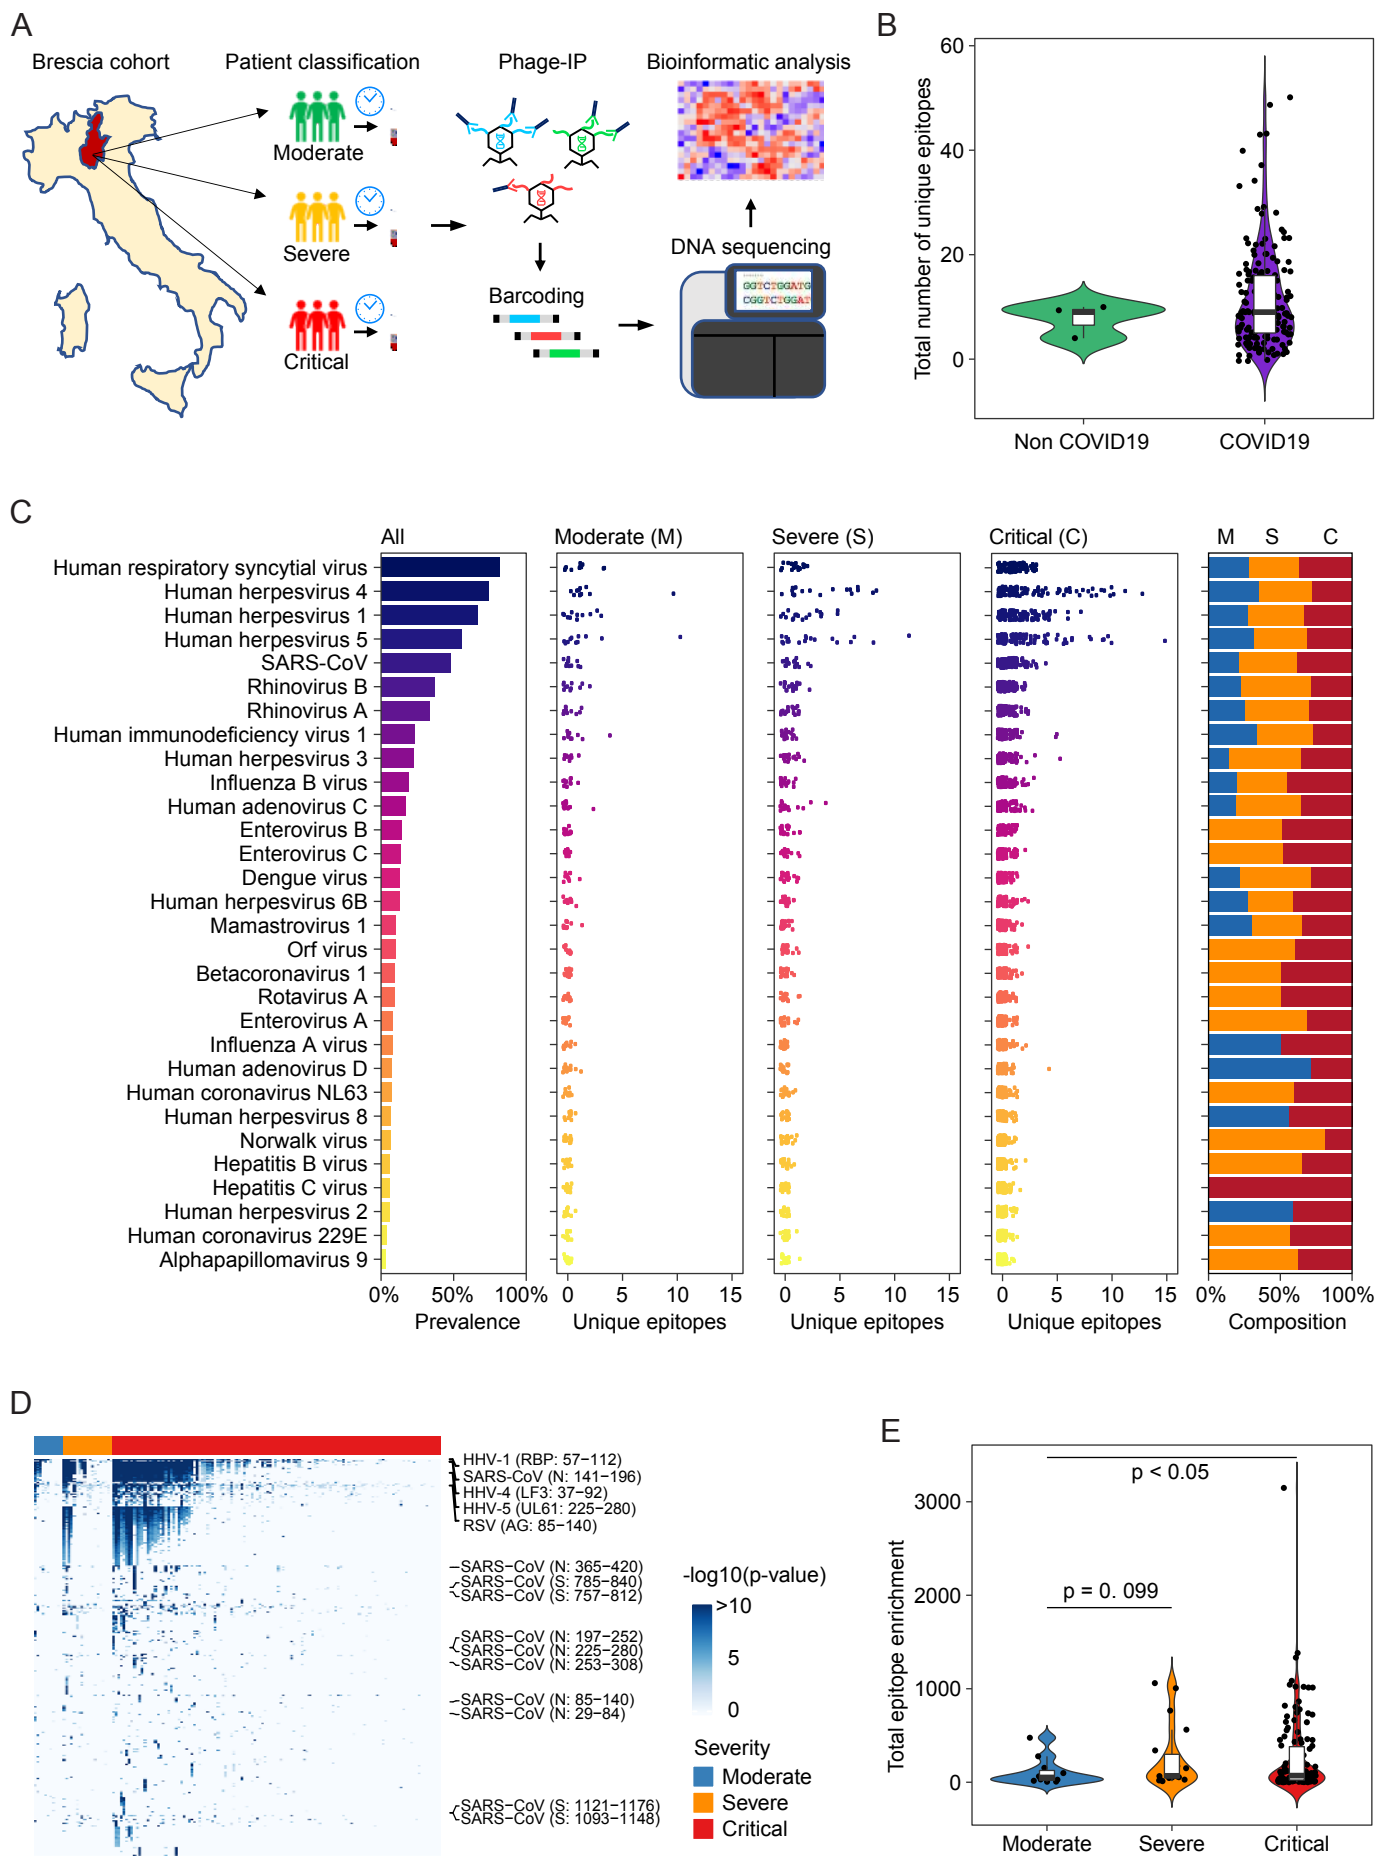 A
Brescia cohort
Patient classification
Phage-IP
Bioinformatic analysis
Moderate
Severe
Critical
Barcoding
DNA sequencing
GGTCTGGATG
CGGTCTGGAT
B
Total number of unique epitopes
60
40
20
0
Non COVID19
COVID19
C
All
Moderate (M)
Severe (S)
Critical (C)
M S C
Human respiratory syncytial virus
Human herpesvirus 4
Human herpesvirus 1
Human herpesvirus 5
SARS-CoV
Rhinovirus B
Rhinovirus A
Human immunodeficiency virus 1
Human herpesvirus 3
Influenza B virus
Human adenovirus C
Enterovirus B
Enterovirus C
Dengue virus
Human herpesvirus 6B
Mamastrovirus 1
Orf virus
Betacoronavirus 1
Rotavirus A
Enterovirus A
Influenza A virus
Human adenovirus D
Human coronavirus NL63
Human herpesvirus 8
Norwalk virus
Hepatitis B virus
Hepatitis C virus
Human herpesvirus 2
Human coronavirus 229E
Alphapapillomavirus 9
0% 50% 100%
0 5 10 15
0 5 10 15
0 5 10 15
0% 50% 100%
Prevalence
Unique epitopes
Unique epitopes
Unique epitopes
Composition
D
HHV-1 (RBP: 57−112)
SARS−CoV (N: 141−196)
HHV-4 (LF3: 37−92)
HHV-5 (UL61: 225−280)
RSV (AG: 85−140)
SARS−CoV (N: 365−420)
SARS−CoV (S: 785−840)
SARS−CoV (S: 757−812)
SARS−CoV (N: 197−252)
SARS−CoV (N: 225−280)
SARS−CoV (N: 253−308)
SARS−CoV (N: 85−140)
SARS−CoV (N: 29−84)
SARS−CoV (S: 1121−1176)
SARS−CoV (S: 1093−1148)
-log10(p-value)
>10
5
0
Severity
Moderate
Severe
Critical
E
Total epitope enrichment
3000
2000
1000
0
p < 0.05
p = 0. 099
Moderate
Severe
Critical